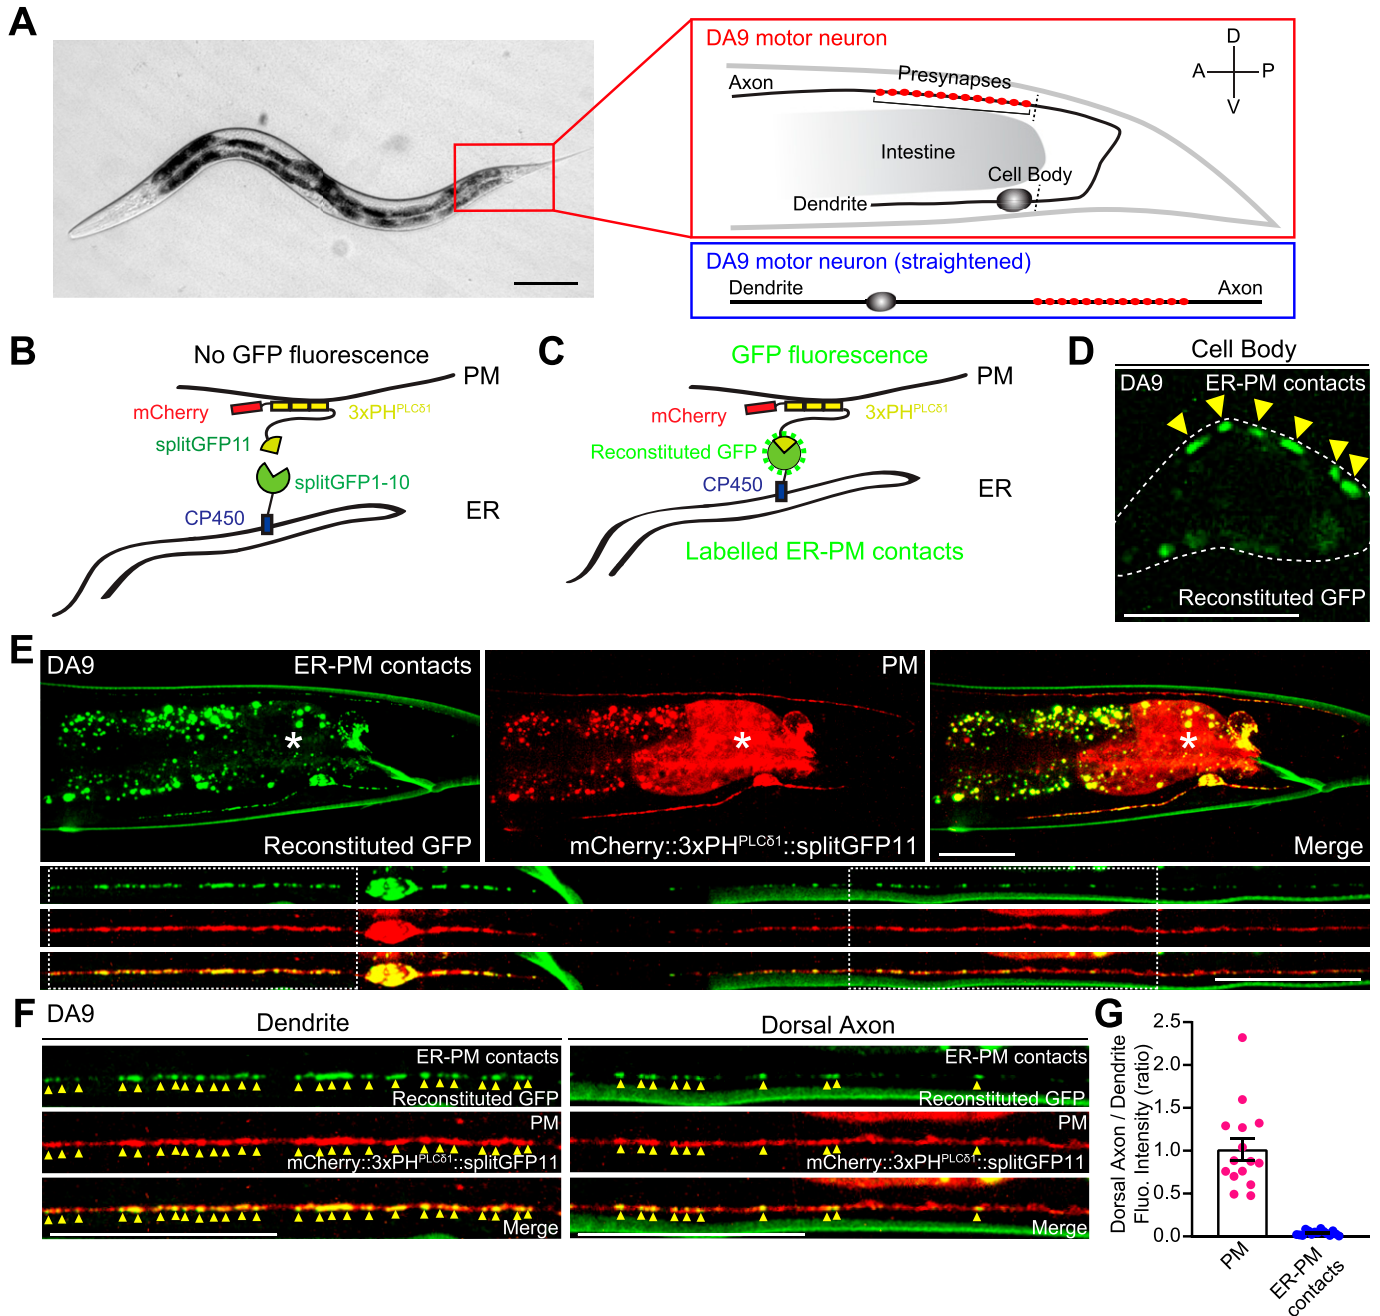 A
DA9 motor neuron
Axon
Presynapses
D
A
P
V
Intestine
Cell Body
Dendrite
DA9 motor neuron (straightened)
Dendrite
Axon
B
No GFP fluorescence
PM
mCherry
3xPH^PLCδ1
splitGFP11
splitGFP1-10
CP450
ER
C
GFP fluorescence
PM
mCherry
3xPH^PLCδ1
Reconstituted GFP
CP450
ER
Labelled ER-PM contacts
D
Cell Body
DA9
ER-PM contacts
Reconstituted GFP
E
DA9
ER-PM contacts
*
Reconstituted GFP
PM
*
mCherry::3xPH^PLCδ1::splitGFP11
*
Merge
F
DA9
Dendrite
ER-PM contacts
Reconstituted GFP
PM
mCherry::3xPH^PLCδ1::splitGFP11
Merge
Dorsal Axon
ER-PM contacts
Reconstituted GFP
PM
mCherry::3xPH^PLCδ1::splitGFP11
Merge
G
Dorsal Axon / Dendrite
Fluo. Intensity (ratio)
2.5
2.0
1.5
1.0
0.5
0.0
PM
ER-PM
contacts